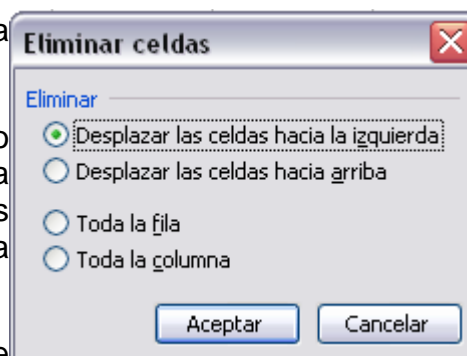 a
Eliminar celdas
Eliminar
o
Desplazar las celdas hacia la izquierda
a
Desplazar las celdas hacia arriba
s
Toda la fila
a
Toda la columna
Aceptar Cancelar
e